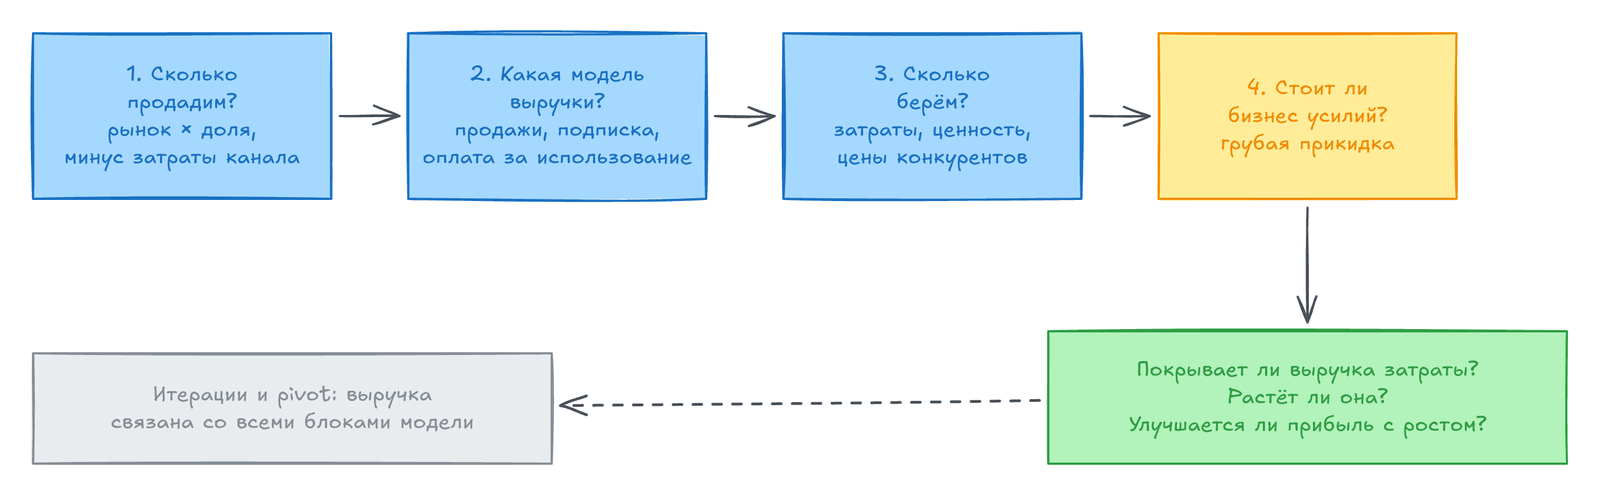 1. Сколько
продадим?
рынок × доля,
минус затраты канала
2. Какая модель
выручки?
продажи, подписка,
оплата за использование
3. Сколько
берём?
затраты, ценность,
цены конкурентов
4. Стоит ли
бизнес усилий?
грубая прикидка
Покрывает ли выручка затраты?
Растёт ли она?
Улучшается ли прибыль с ростом?
Итерации и pivot: выручка
связана со всеми блоками модели